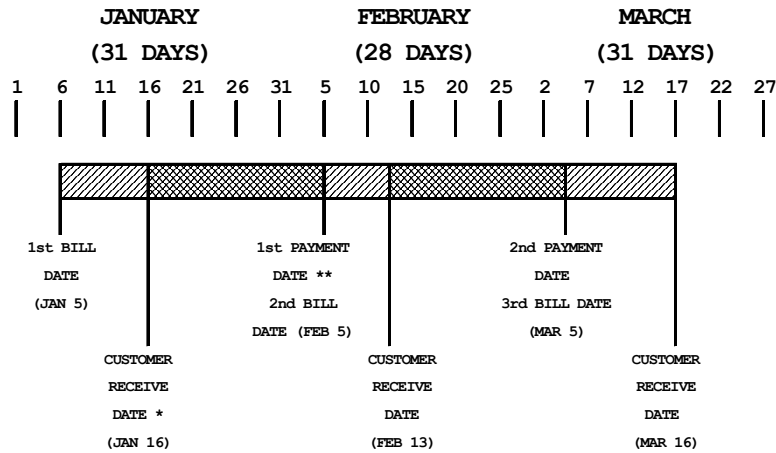 JANUARY FEBRUARY MARCH
(31 DAYS) (28 DAYS) (31 DAYS)
1 6 11 16 21 26 31 5 10 15 20 25 2 7 12 17 22 27
1st BILL
DATE
(JAN 5)
1st PAYMENT
DATE **
2nd BILL
DATE (FEB 5)
2nd PAYMENT
DATE
3rd BILL DATE
(MAR 5)
CUSTOMER
RECEIVE
DATE *
(JAN 16)
CUSTOMER
RECEIVE
DATE
(FEB 13)
CUSTOMER
RECEIVE
DATE
(MAR 16)